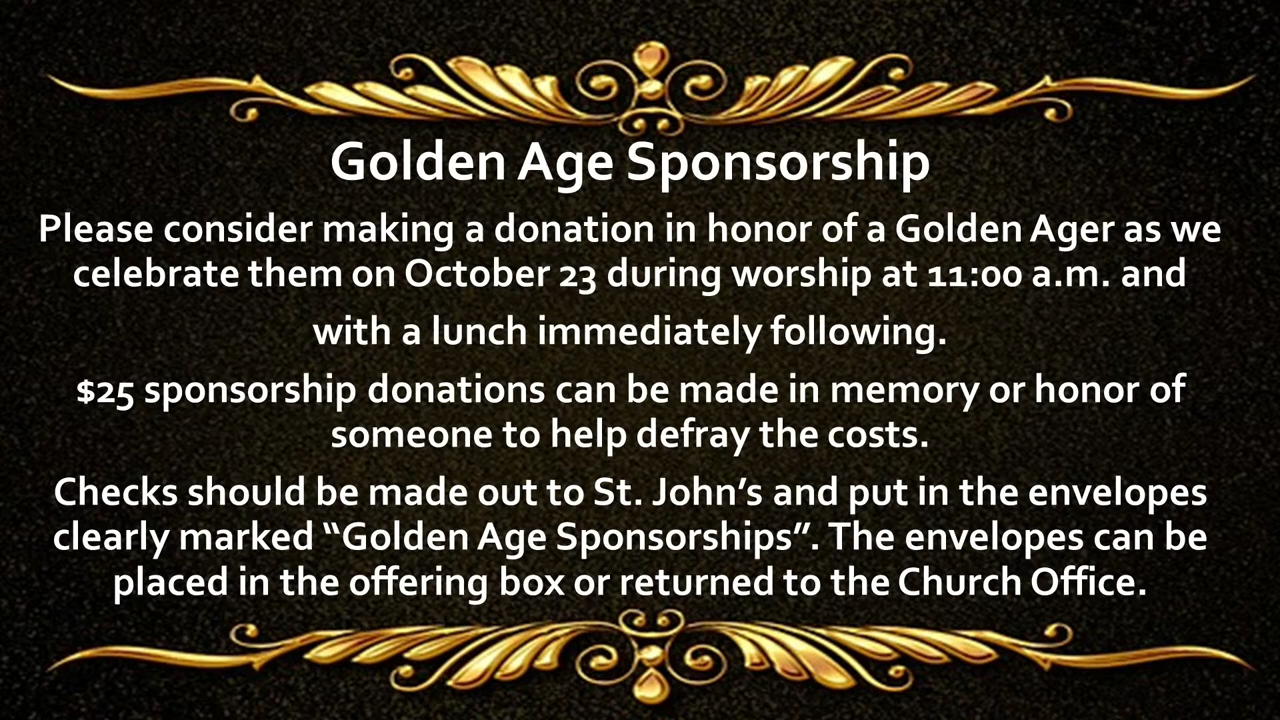 Golden Age Sponsorship
Please consider making a donation in honor of a Golden Ager as we
celebrate them on October 23 during worship at 11:00 a.m. and
with a lunch immediately following.
$25 sponsorship donations can be made in memory or honor of
someone to help defray the costs.
Checks should be made out to St. John’s and put in the envelopes
clearly marked “Golden Age Sponsorships”. The envelopes can be
placed in the offering box or returned to the Church Office.